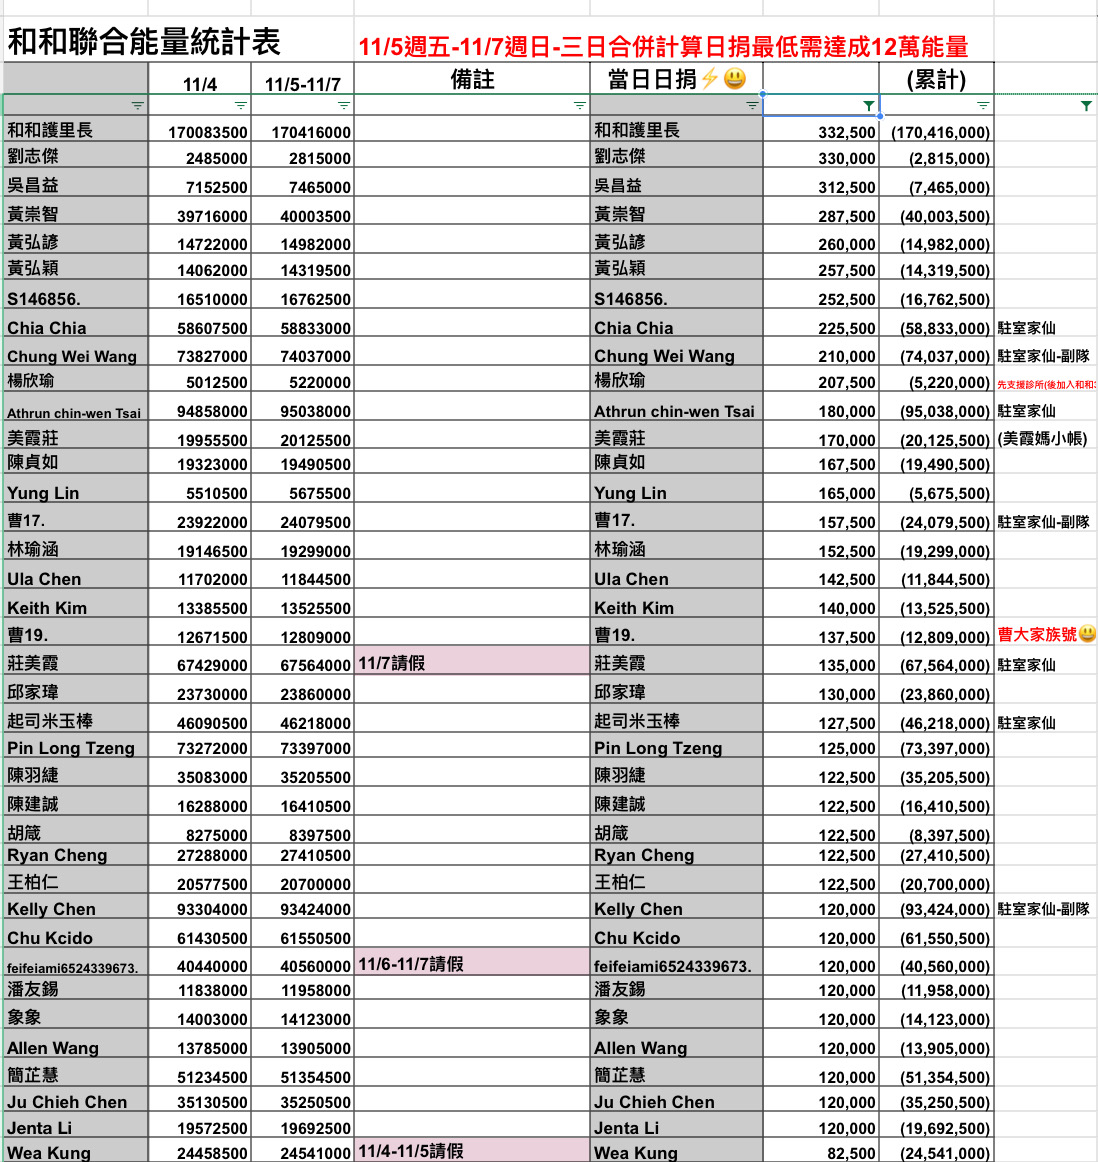 和和聯合能量統計表 11/5週五-11/7週日-三日合併計算日捐最低需達成12萬能量
11/4 11/5-11/7 備註 當日日捐⚡😃 (累計)
和和護里長 170083500 170416000 和和護里長 332,500 (170,416,000)
劉志傑 2485000 2815000 劉志傑 330,000 (2,815,000)
吳昌益 7152500 7465000 吳昌益 312,500 (7,465,000)
黃崇智 39716000 40003500 黃崇智 287,500 (40,003,500)
黃弘諺 14722000 14982000 黃弘諺 260,000 (14,982,000)
黃弘穎 14062000 14319500 黃弘穎 257,500 (14,319,500)
S146856. 16510000 16762500 S146856. 252,500 (16,762,500)
Chia Chia 58607500 58833000 Chia Chia 225,500 (58,833,000) 駐室家仙
Chung Wei Wang 73827000 74037000 Chung Wei Wang 210,000 (74,037,000) 駐室家仙-副隊
楊欣瑜 5012500 5220000 楊欣瑜 207,500 (5,220,000) 先支援診所(後加入和和
Athrun chin-wen Tsai 94858000 95038000 Athrun chin-wen Tsai 180,000 (95,038,000) 駐室家仙
美霞莊 19955500 20125500 美霞莊 170,000 (20,125,500) (美霞媽小帳)
陳貞如 19323000 19490500 陳貞如 167,500 (19,490,500)
Yung Lin 5510500 5675500 Yung Lin 165,000 (5,675,500)
曹17. 23922000 24079500 曹17. 157,500 (24,079,500) 駐室家仙-副隊
林瑜涵 19146500 19299000 林瑜涵 152,500 (19,299,000)
Ula Chen 11702000 11844500 Ula Chen 142,500 (11,844,500)
Keith Kim 13385500 13525500 Keith Kim 140,000 (13,525,500)
曹19. 12671500 12809000 曹19. 137,500 (12,809,000) 曹大家族號😃
莊美霞 67429000 67564000 11/7請假 莊美霞 135,000 (67,564,000) 駐室家仙
邱家瑋 23730000 23860000 邱家瑋 130,000 (23,860,000)
起司米玉棒 46090500 46218000 起司米玉棒 127,500 (46,218,000) 駐室家仙
Pin Long Tzeng 73272000 73397000 Pin Long Tzeng 125,000 (73,397,000)
陳羽緁 35083000 35205500 陳羽緁 122,500 (35,205,500)
陳建誠 16288000 16410500 陳建誠 122,500 (16,410,500)
胡箴 8275000 8397500 胡箴 122,500 (8,397,500)
Ryan Cheng 27288000 27410500 Ryan Cheng 122,500 (27,410,500)
王柏仁 20577500 20700000 王柏仁 122,500 (20,700,000)
Kelly Chen 93304000 93424000 Kelly Chen 120,000 (93,424,000) 駐室家仙-副隊
Chu Kcido 61430500 61550500 Chu Kcido 120,000 (61,550,500)
feifeiami6524339673. 40440000 40560000 11/6-11/7請假 feifeiami6524339673. 120,000 (40,560,000)
潘友錫 11838000 11958000 潘友錫 120,000 (11,958,000)
象象 14003000 14123000 象象 120,000 (14,123,000)
Allen Wang 13785000 13905000 Allen Wang 120,000 (13,905,000)
簡芷慧 51234500 51354500 簡芷慧 120,000 (51,354,500)
Ju Chieh Chen 35130500 35250500 Ju Chieh Chen 120,000 (35,250,500)
Jenta Li 19572500 19692500 Jenta Li 120,000 (19,692,500)
Wea Kung 24458500 24541000 11/4-11/5請假 Wea Kung 82,500 (24,541,000)